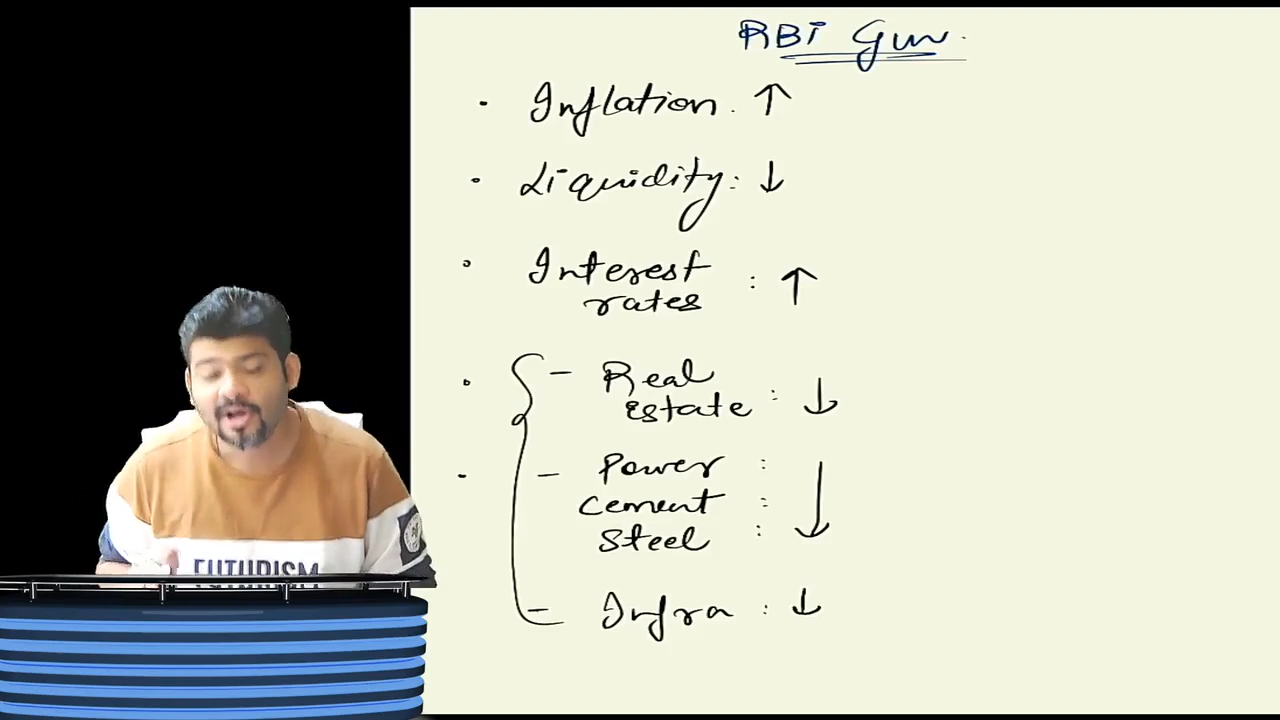 RBI Guv.
• Inflation. ↑
• Liquidity: ↓
• Interest
rates : ↑
• - Real
Estate : ↓
• - Power :
Cement :
Steel : ↓
- Infra : ↓
FUTURISM